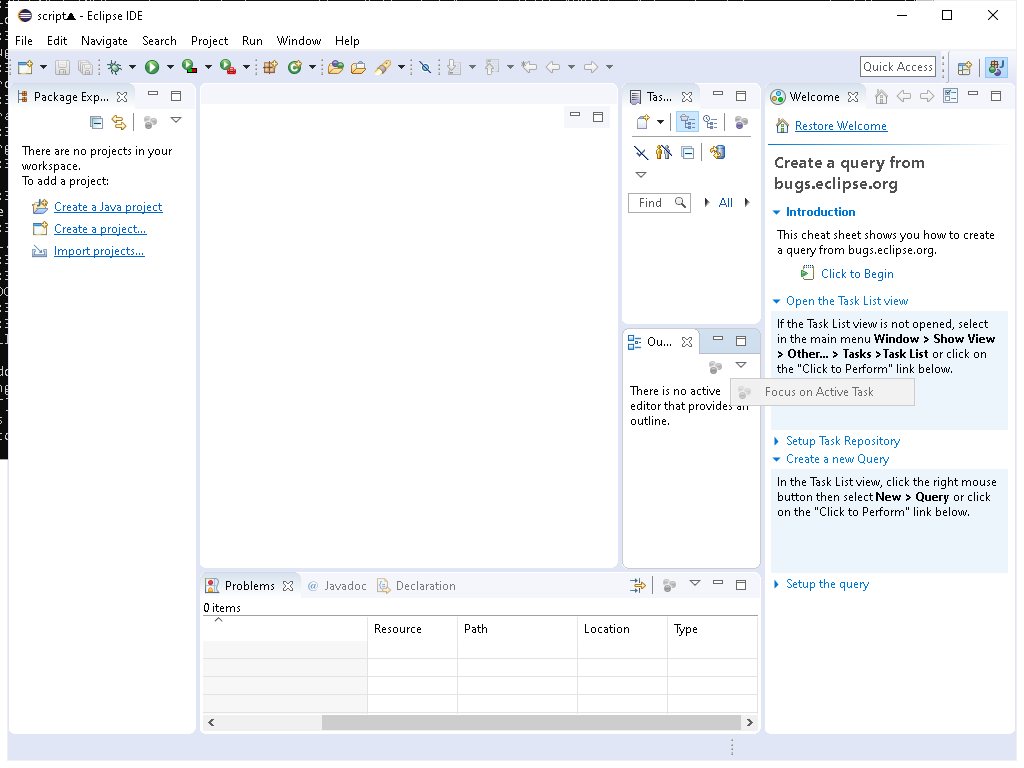 script▲ - Eclipse IDE
File Edit Navigate Search Project Run Window Help
Quick Access
Package Exp...
There are no projects in your
workspace.
To add a project:
Create a Java project
Create a project...
Import projects...
Tas...
Find
All
Ou...
There is no active
editor that provides an
outline.
Focus on Active Task
Welcome
Restore Welcome
Create a query from
bugs.eclipse.org
Introduction
This cheat sheet shows you how to create
a query from bugs.eclipse.org.
Click to Begin
Open the Task List view
If the Task List view is not opened, select
in the main menu Window > Show View
> Other... > Tasks >Task List or click on
the "Click to Perform" link below.
Setup Task Repository
Create a new Query
In the Task List view, click the right mouse
button then select New > Query or click
on the "Click to Perform" link below.
Setup the query
Problems
@ Javadoc
Declaration
0 items
Resource Path Location Type